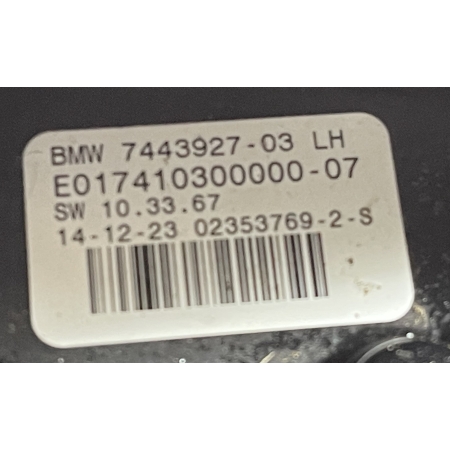 BMW 7443927-03 LH
E017410300000-07
SW 10.33.67
14-12-23 02353769-2-S